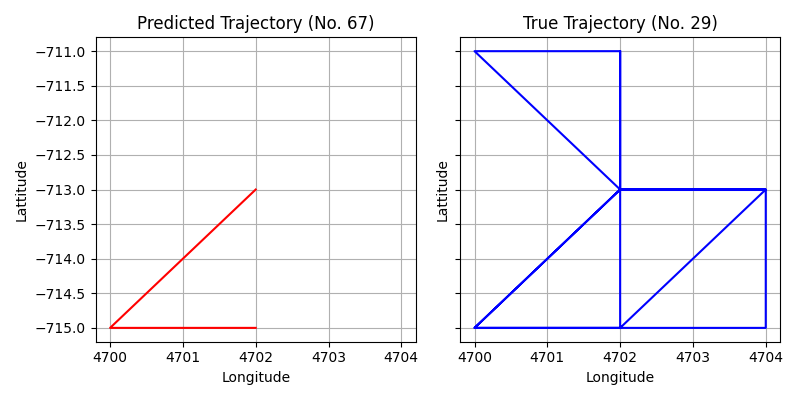 Predicted Trajectory (No. 67)
True Trajectory (No. 29)
−711.0
−711.5
−712.0
−712.5
−713.0
−713.5
−714.0
−714.5
−715.0
Lattitude
Lattitude
4700 4701 4702 4703 4704
4700 4701 4702 4703 4704
Longitude
Longitude